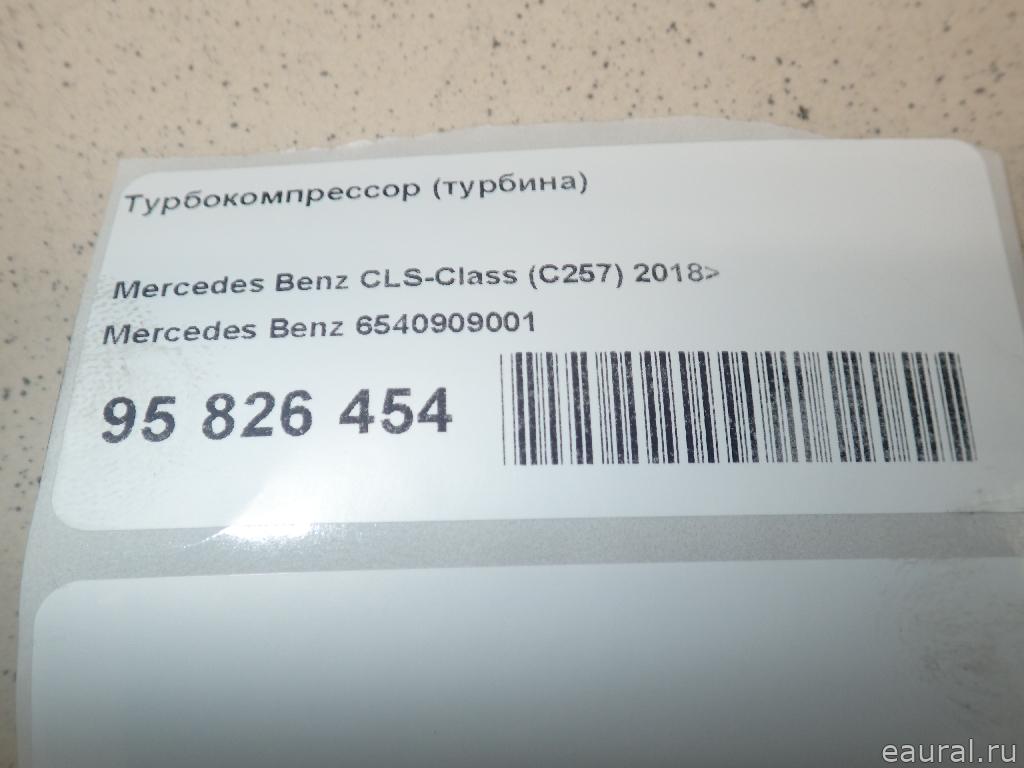 Турбокомпрессор (турбина)
Mercedes Benz CLS-Class (C257) 2018>
Mercedes Benz 6540909001
95 826 454
eaural.ru